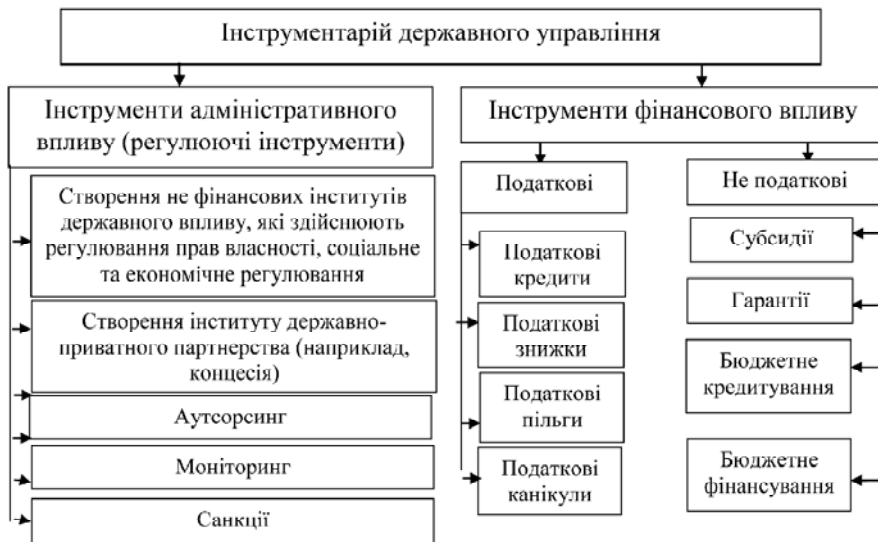 Інструментарій державного управління
Інструменти адміністративного
впливу (регулюючі інструменти)
Створення не фінансових інститутів
державного впливу, які здійснюють
регулювання прав власності, соціальне
та економічне регулювання
Створення інституту державно-
приватного партнерства (наприклад,
концесія)
Аутсорсинг
Моніторинг
Санкції
Інструменти фінансового впливу
Податкові
Податкові
кредити
Податкові
знижки
Податкові
пільги
Податкові
канікули
Не податкові
Субсидії
Гарантії
Бюджетне
кредитування
Бюджетне
фінансування